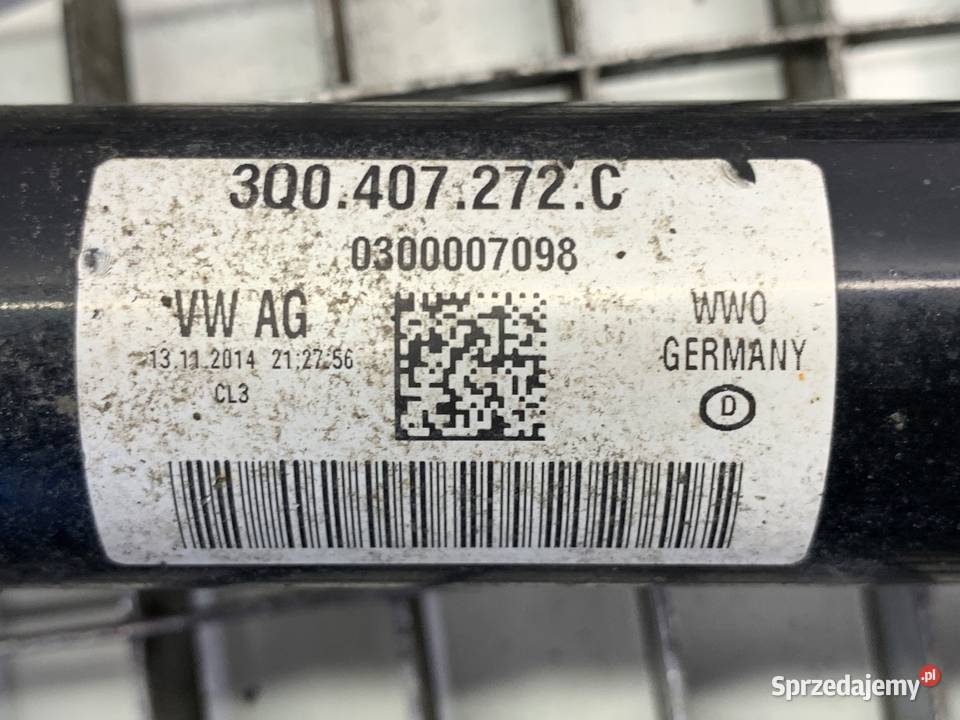 3Q0.407.272.C
0300007098
VW AG
13.11.2014 21:27:56
CL3
WWO
GERMANY
D
Sprzedajemy.pl